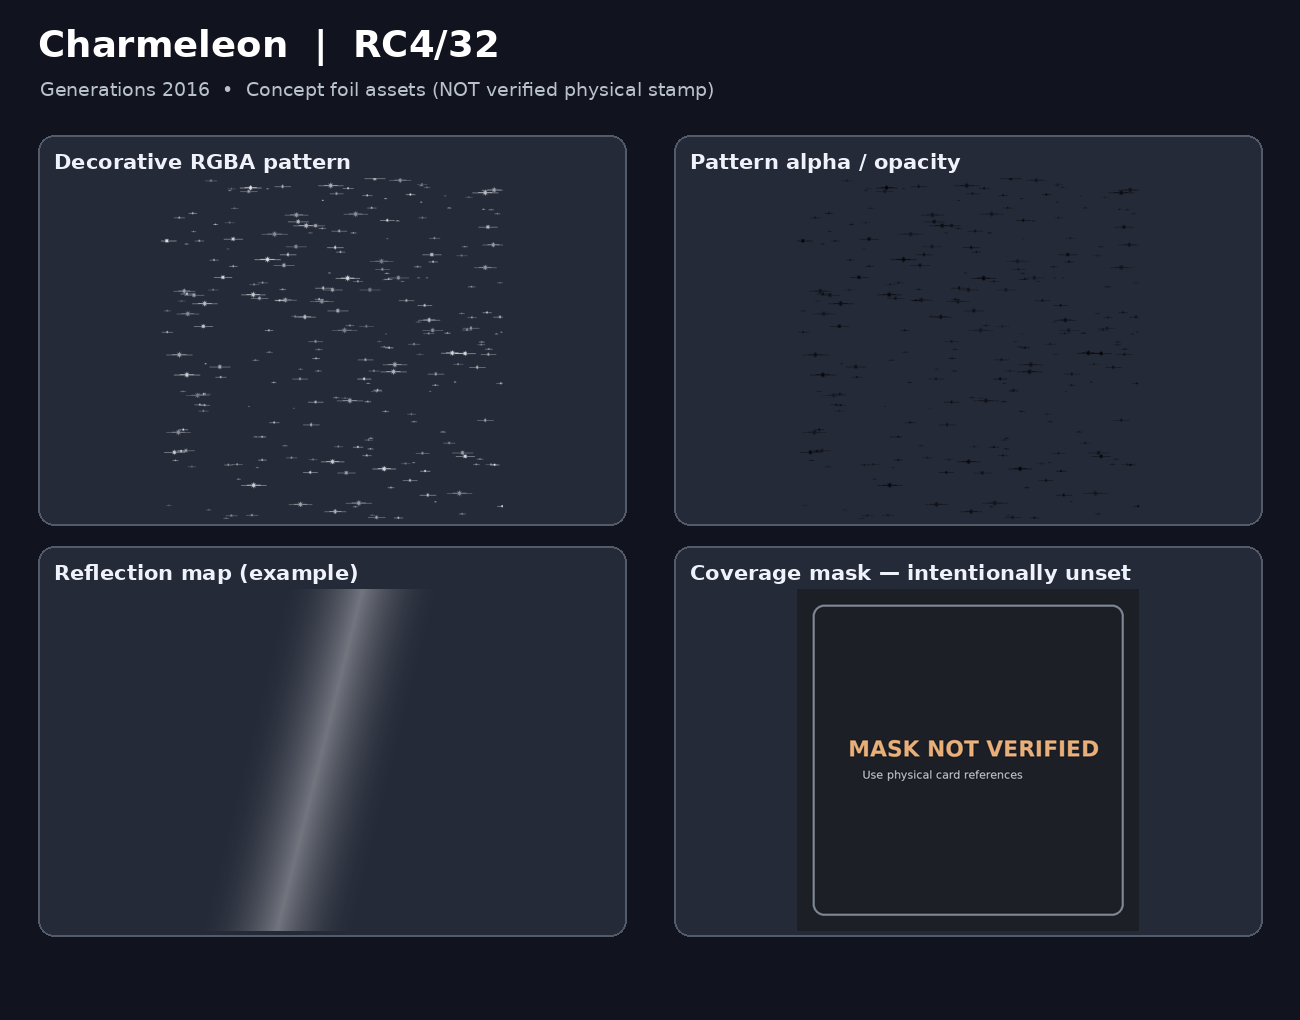 Charmeleon | RC4/32
Generations 2016 • Concept foil assets (NOT verified physical stamp)
Decorative RGBA pattern
Pattern alpha / opacity
Reflection map (example)
Coverage mask — intentionally unset
MASK NOT VERIFIED
Use physical card references